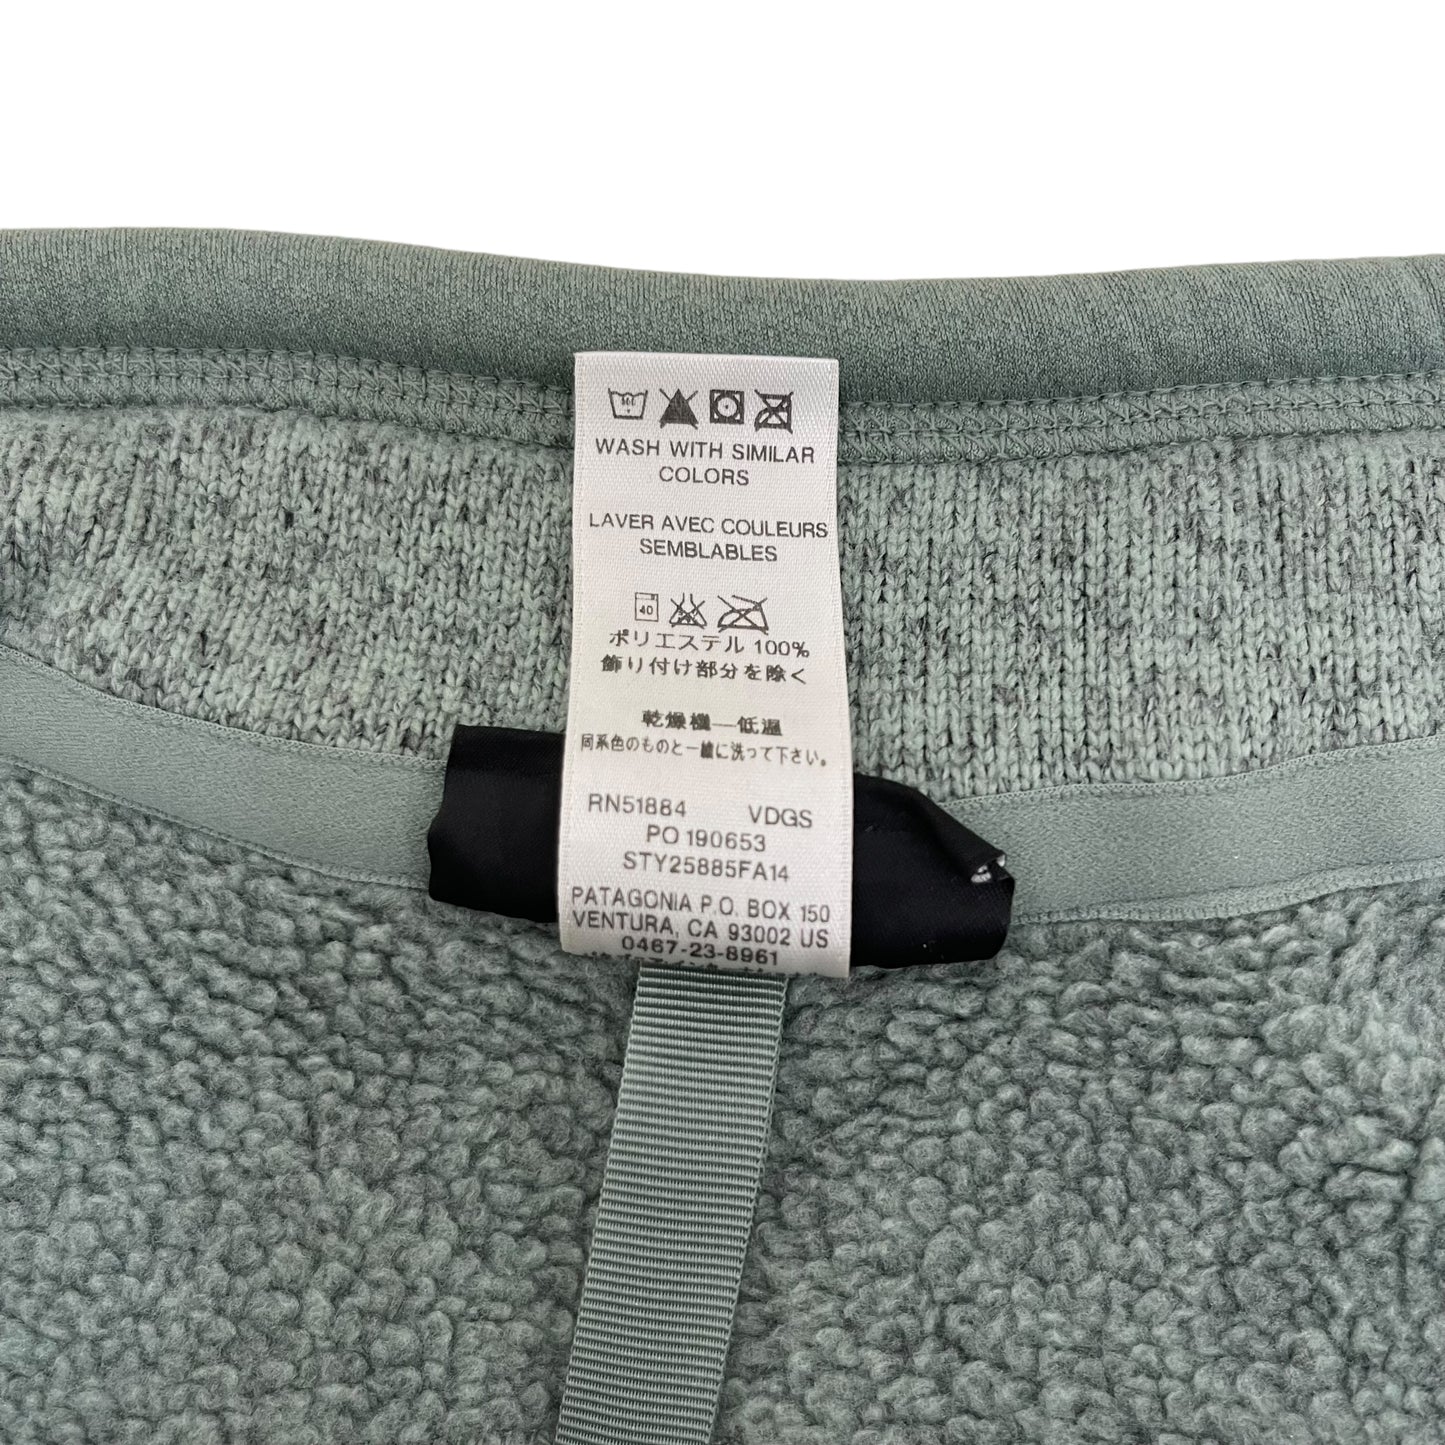 WASH WITH SIMILAR
COLORS
LAVER AVEC COULEURS
SEMBLABLES
40
ポリエステル 100%
飾り付け部分を除く
乾燥機—低温
同系色のものと一緒に洗って下さい。
RN51884 VDGS
PO 190653
STY25885FA14
PATAGONIA P.O. BOX 150
VENTURA, CA 93002 US
0467-23-8961